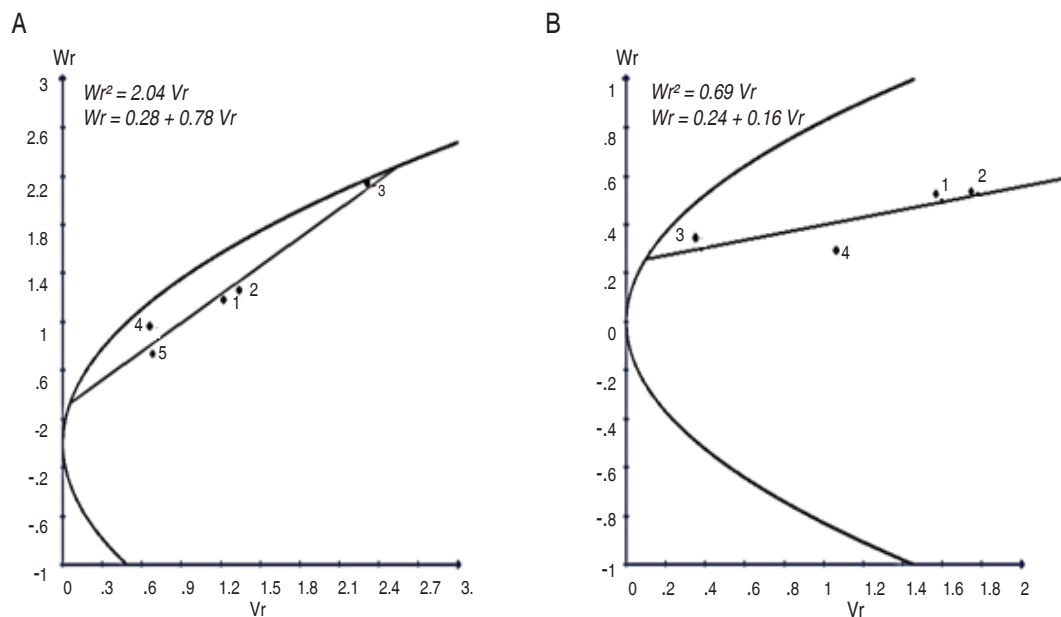 A
Wr
3
Wr² = 2.04 Vr
Wr = 0.28 + 0.78 Vr
2.6
2.2
3
1.8
1.4
2
1
1
4
5
.6
-2
-.2
-.6
-1
0 .3 .6 .9 1.2 1.5 1.8 2.1 2.4 2.7 3.
Vr
B
Wr
1
Wr² = 0.69 Vr
Wr = 0.24 + 0.16 Vr
.8
.6
1
2
.4
3
4
.2
0
-.2
-.4
-.6
-.8
-1
0 .2 .4 .6 .8 1 1.2 1.4 1.6 1.8 2
Vr